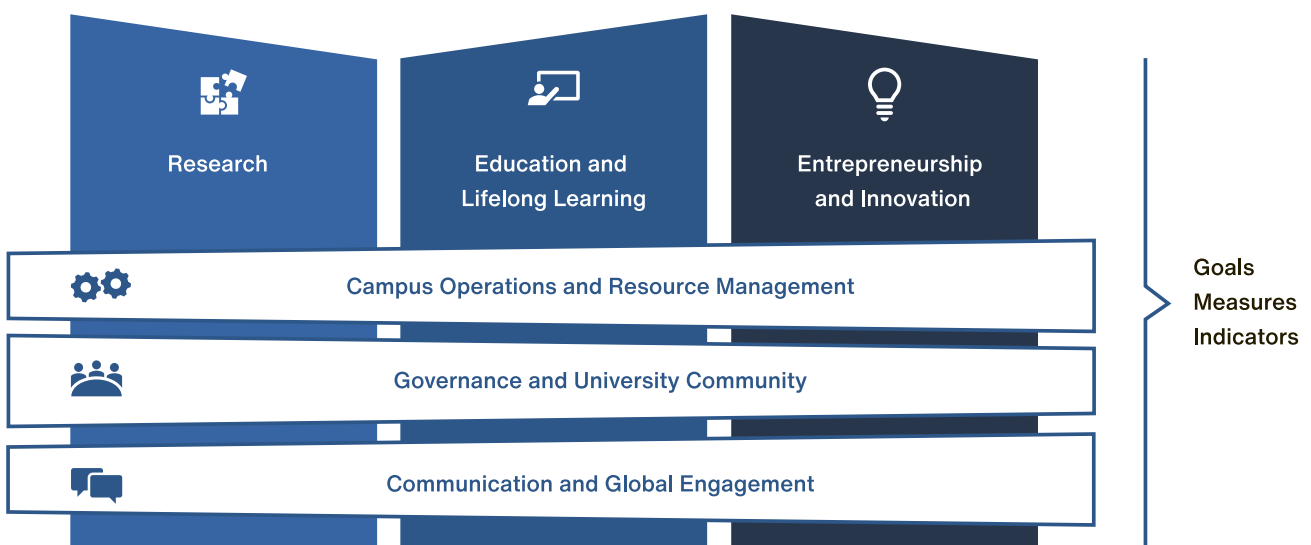 Research
Education and
Lifelong Learning
Entrepreneurship
and Innovation
Campus Operations and Resource Management
Governance and University Community
Communication and Global Engagement
Goals
Measures
Indicators